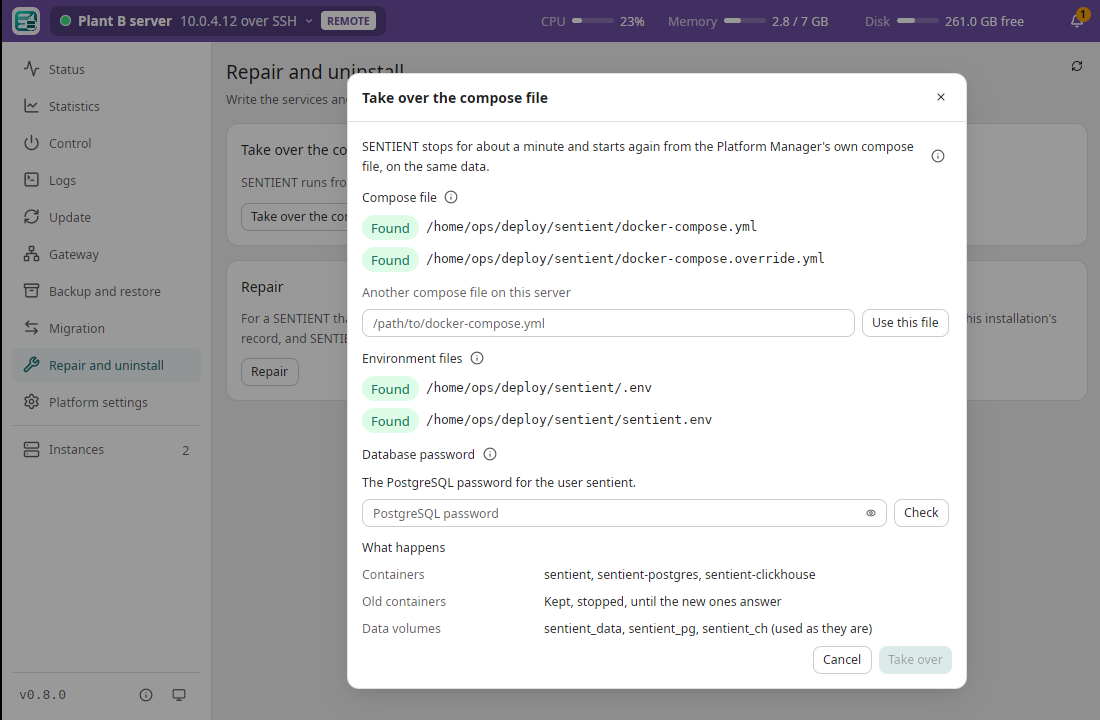 Plant B server 10.0.4.12 over SSH REMOTE CPU 23% Memory 2.8 / 7 GB Disk 261.0 GB free 1
Status
Statistics
Control
Logs
Update
Gateway
Backup and restore
Migration
Repair and uninstall
Platform settings
Instances 2
v0.8.0
Repair and uninstall
Write the services an
Take over the co
SENTIENT runs fro
Take over the co
Repair
For a SENTIENT th
his installation's
record, and SENTIE
Repair
Take over the compose file
SENTIENT stops for about a minute and starts again from the Platform Manager's own compose
file, on the same data.
Compose file
Found /home/ops/deploy/sentient/docker-compose.yml
Found /home/ops/deploy/sentient/docker-compose.override.yml
Another compose file on this server
/path/to/docker-compose.yml Use this file
Environment files
Found /home/ops/deploy/sentient/.env
Found /home/ops/deploy/sentient/sentient.env
Database password
The PostgreSQL password for the user sentient.
PostgreSQL password Check
What happens
Containers sentient, sentient-postgres, sentient-clickhouse
Old containers Kept, stopped, until the new ones answer
Data volumes sentient_data, sentient_pg, sentient_ch (used as they are)
Cancel Take over